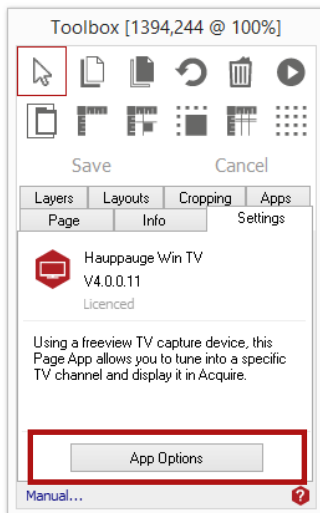 Toolbox [1394,244 @ 100%]
Save Cancel
Layers Layouts Cropping Apps
Page Info Settings
Hauppauge Win TV
V4.0.0.11
Licenced
Using a freeview TV capture device, this
Page App allows you to tune into a specific
TV channel and display it in Acquire.
App Options
Manual... ?